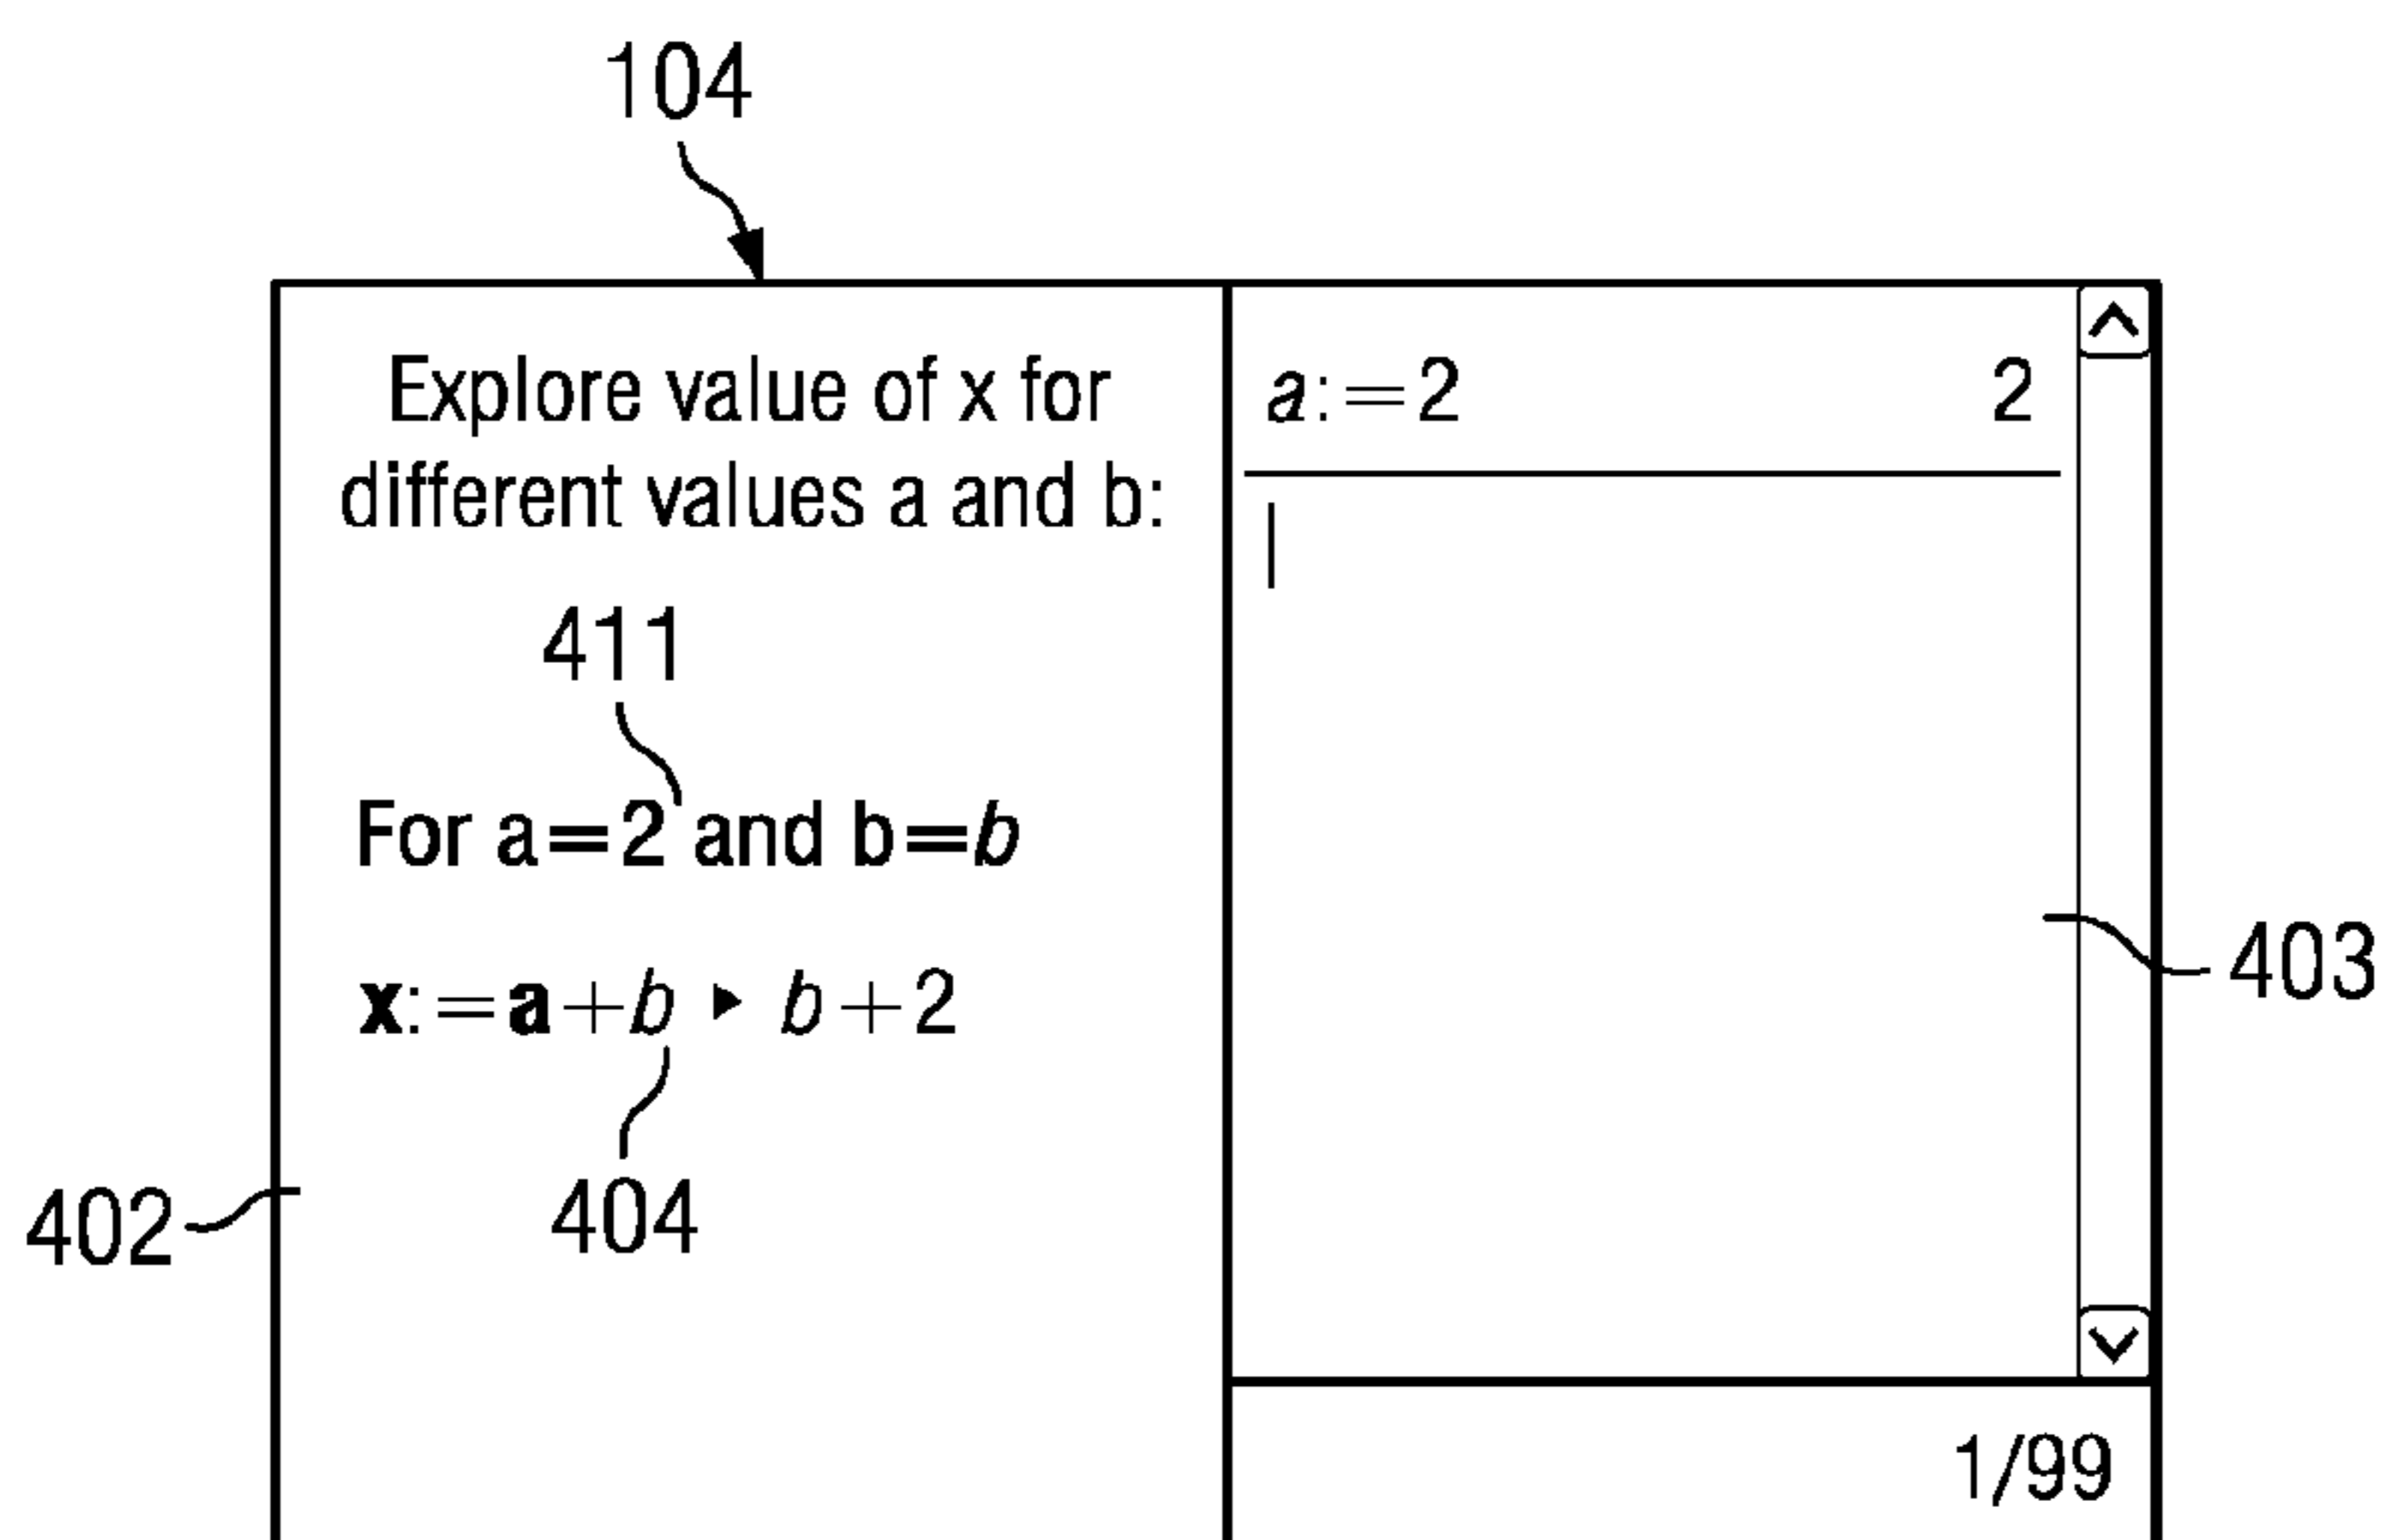 104
Explore value of x for
different values a and b:
411
For a=2 and b=b
x:=a+b ▸ b+2
404
402
a:=2 2
403
1/99